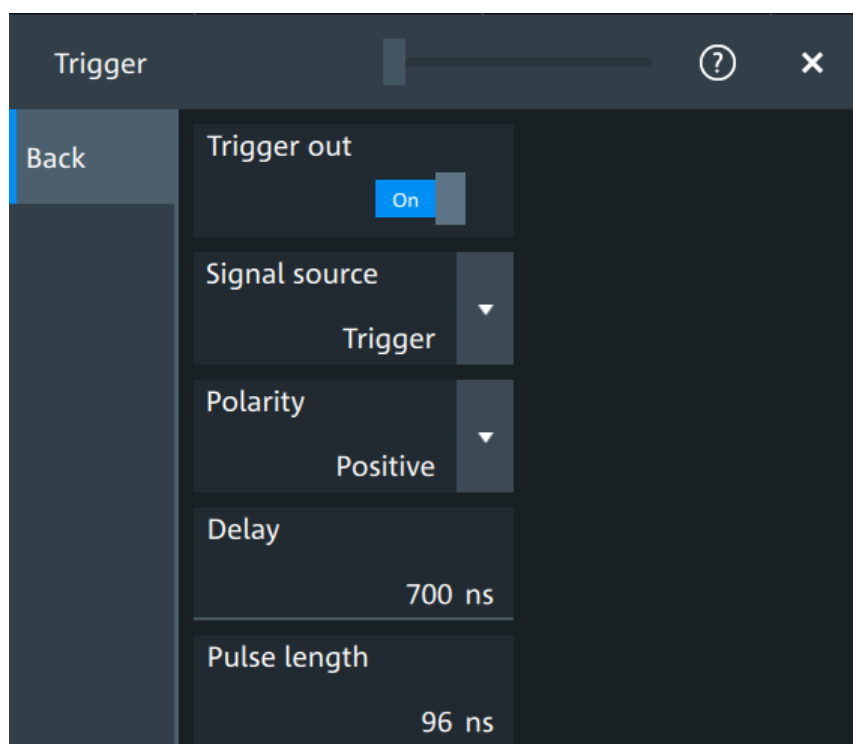 Trigger
?
Back
Trigger out
On
Signal source
Trigger
Polarity
Positive
Delay
700 ns
Pulse length
96 ns